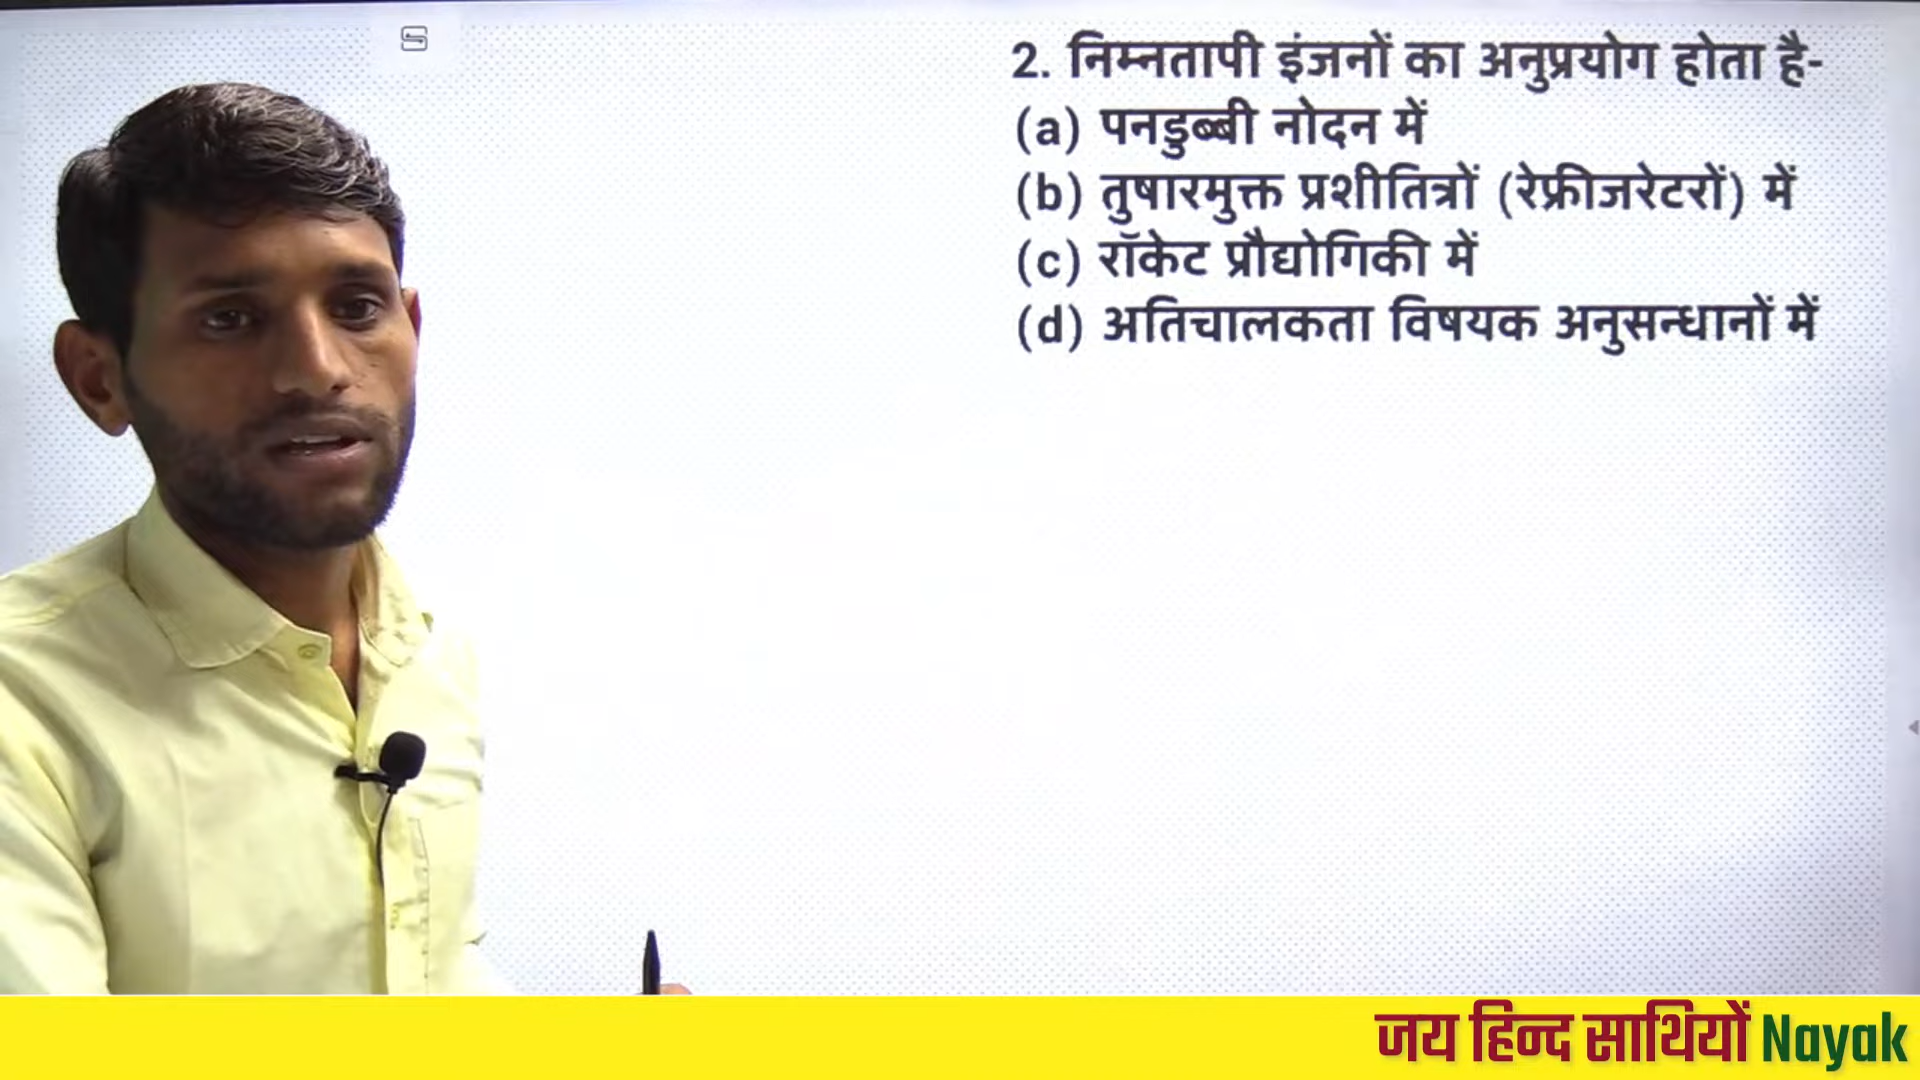 2. निम्नतापी इंजनों का अनुप्रयोग होता है-
(a) पनडुब्बी नोदन में
(b) तुषारमुक्त प्रशीतित्रों (रेफ्रीजरेटरों) में
(c) रॉकेट प्रौद्योगिकी में
(d) अतिचालकता विषयक अनुसन्धानों में
जय हिन्द साथियों Nayak